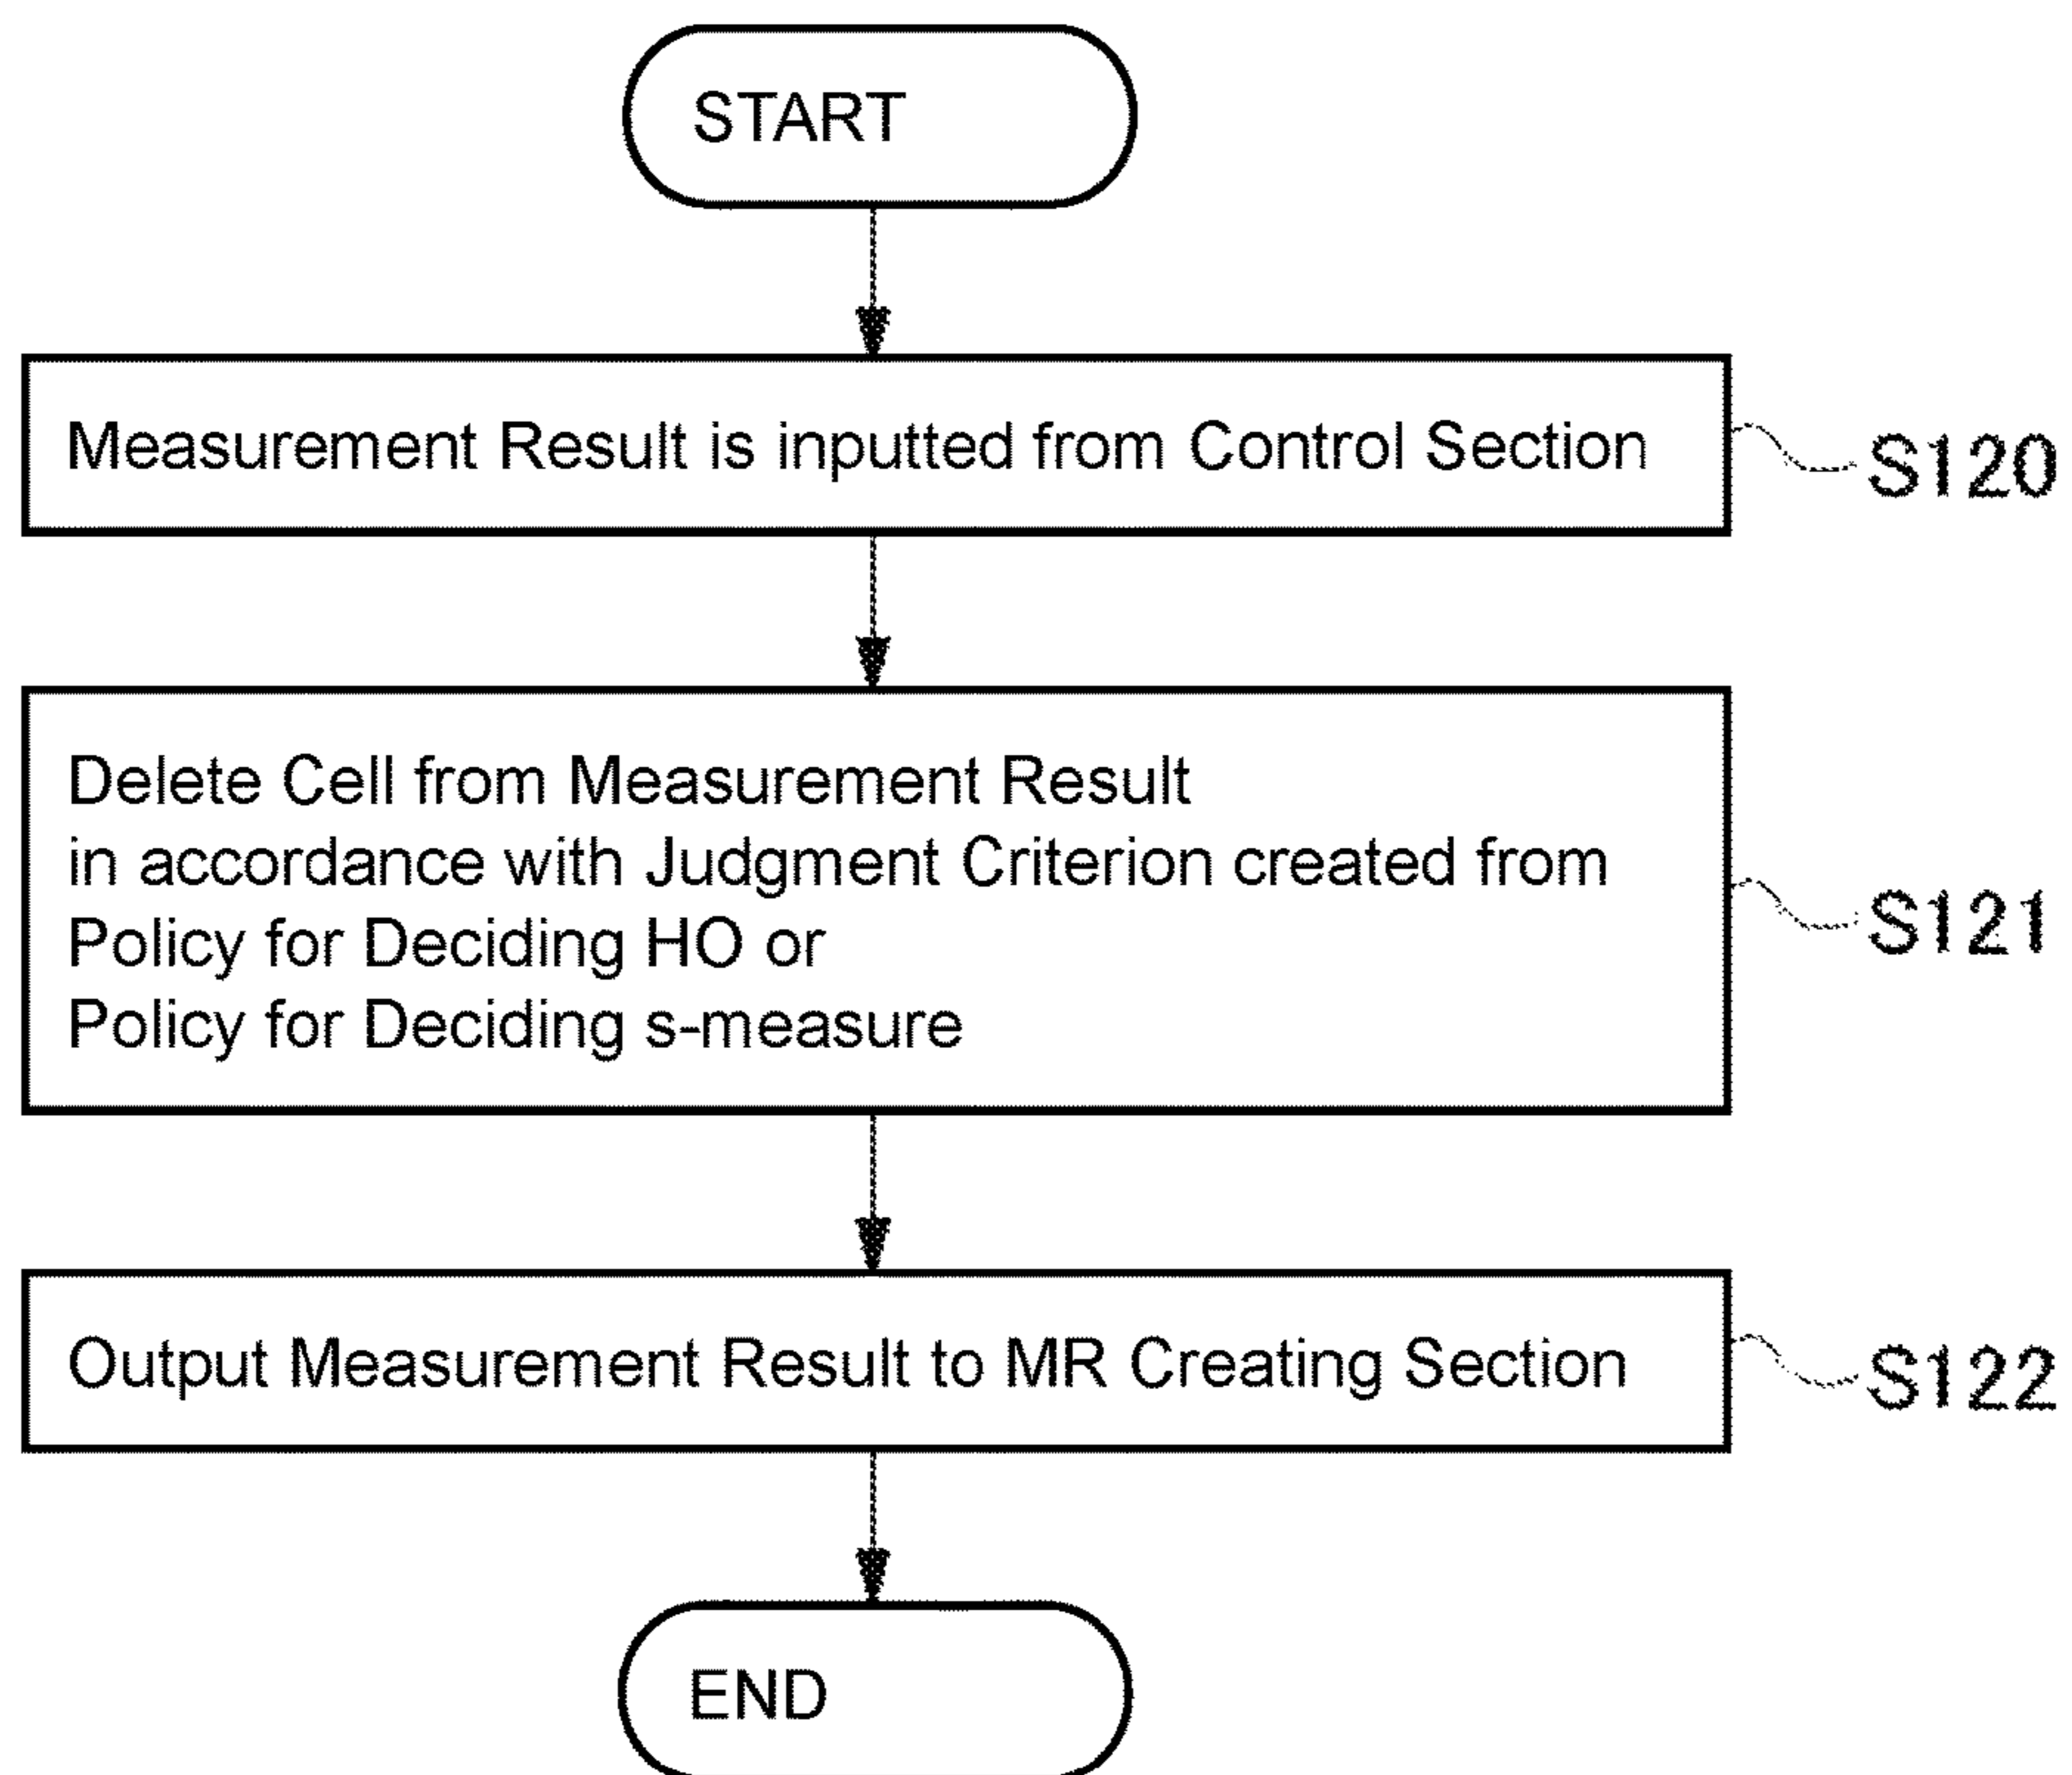 START
Measurement Result is inputted from Control Section
S120
Delete Cell from Measurement Result
in accordance with Judgment Criterion created from
Policy for Deciding HO or
Policy for Deciding s-measure
S121
Output Measurement Result to MR Creating Section
S122
END